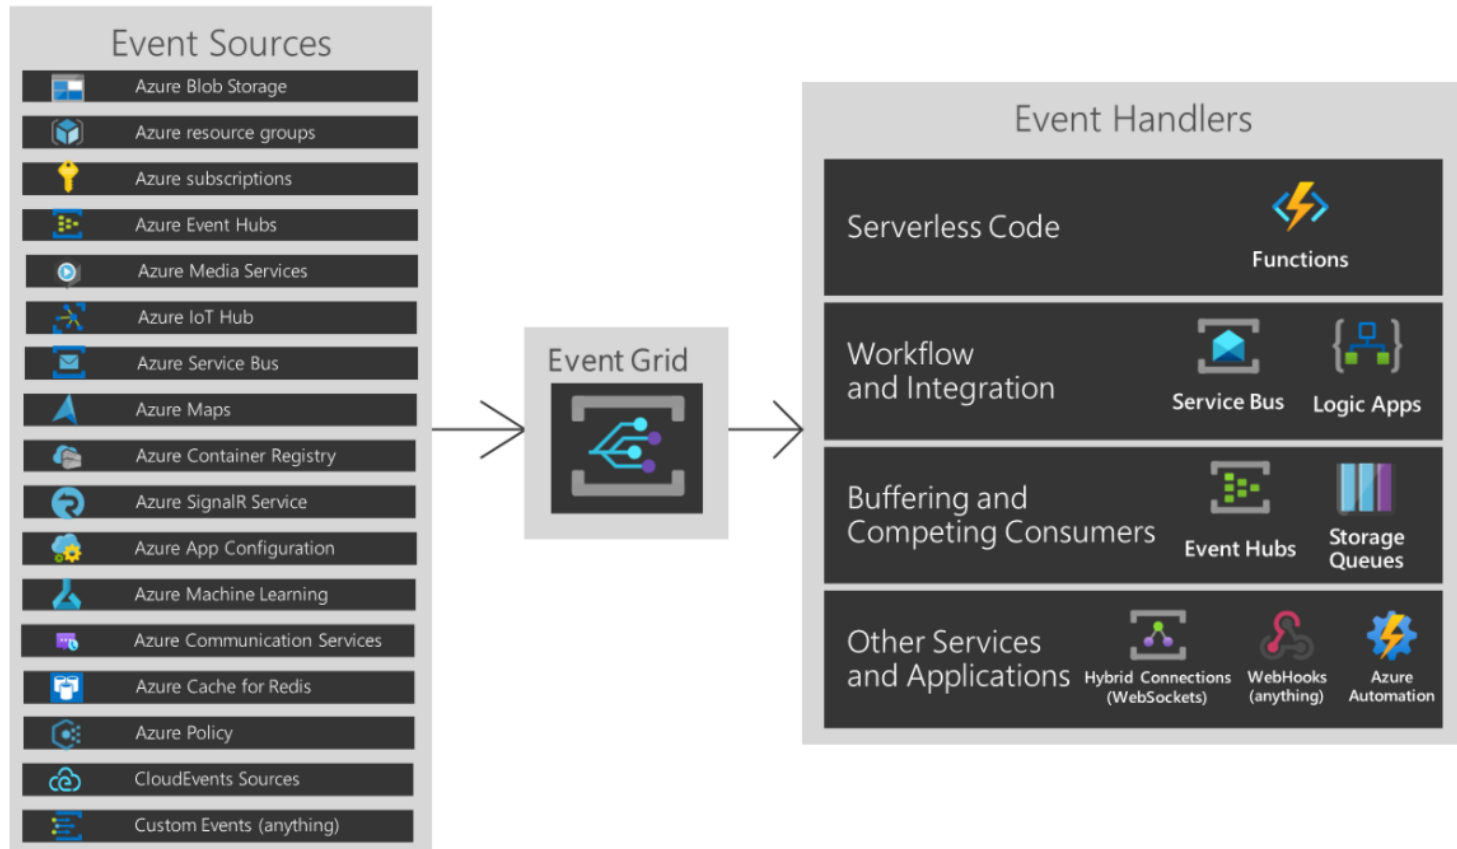 Event Sources
Azure Blob Storage
Azure resource groups
Azure subscriptions
Azure Event Hubs
Azure Media Services
Azure IoT Hub
Azure Service Bus
Azure Maps
Azure Container Registry
Azure SignalR Service
Azure App Configuration
Azure Machine Learning
Azure Communication Services
Azure Cache for Redis
Azure Policy
CloudEvents Sources
Custom Events (anything)
Event Grid
Event Handlers
Serverless Code
Functions
Workflow
and Integration
Service Bus
Logic Apps
Buffering and
Competing Consumers
Event Hubs
Storage
Queues
Other Services
and Applications
Hybrid Connections
(WebSockets)
WebHooks
(anything)
Azure
Automation